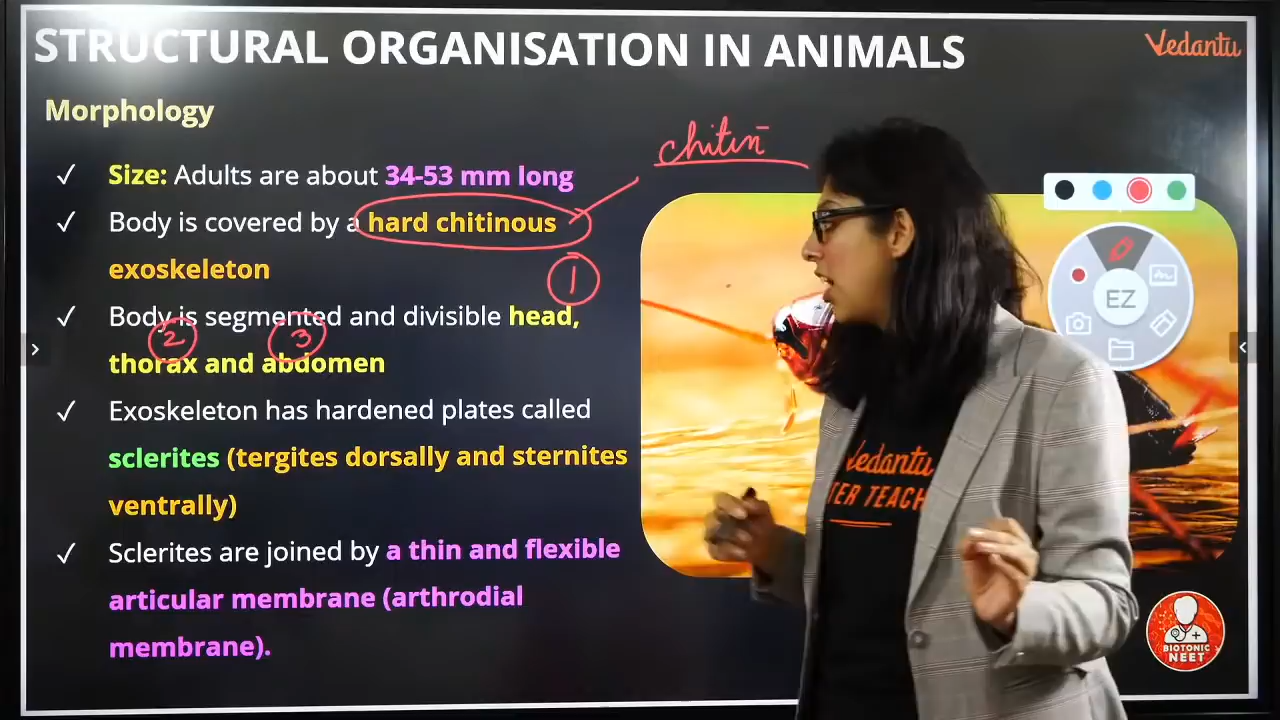 STRUCTURAL ORGANISATION IN ANIMALS
Vedantu
Morphology
chitin
✓ Size: Adults are about 34-53 mm long
✓ Body is covered by a hard chitinous
exoskeleton
1
✓ Body is segmented and divisible head,
2 3
thorax and abdomen
✓ Exoskeleton has hardened plates called
sclerites (tergites dorsally and sternites
ventrally)
✓ Sclerites are joined by a thin and flexible
articular membrane (arthrodial
membrane).
EZ
Vedantu
TER TEACH
BIOTONIC
NEET